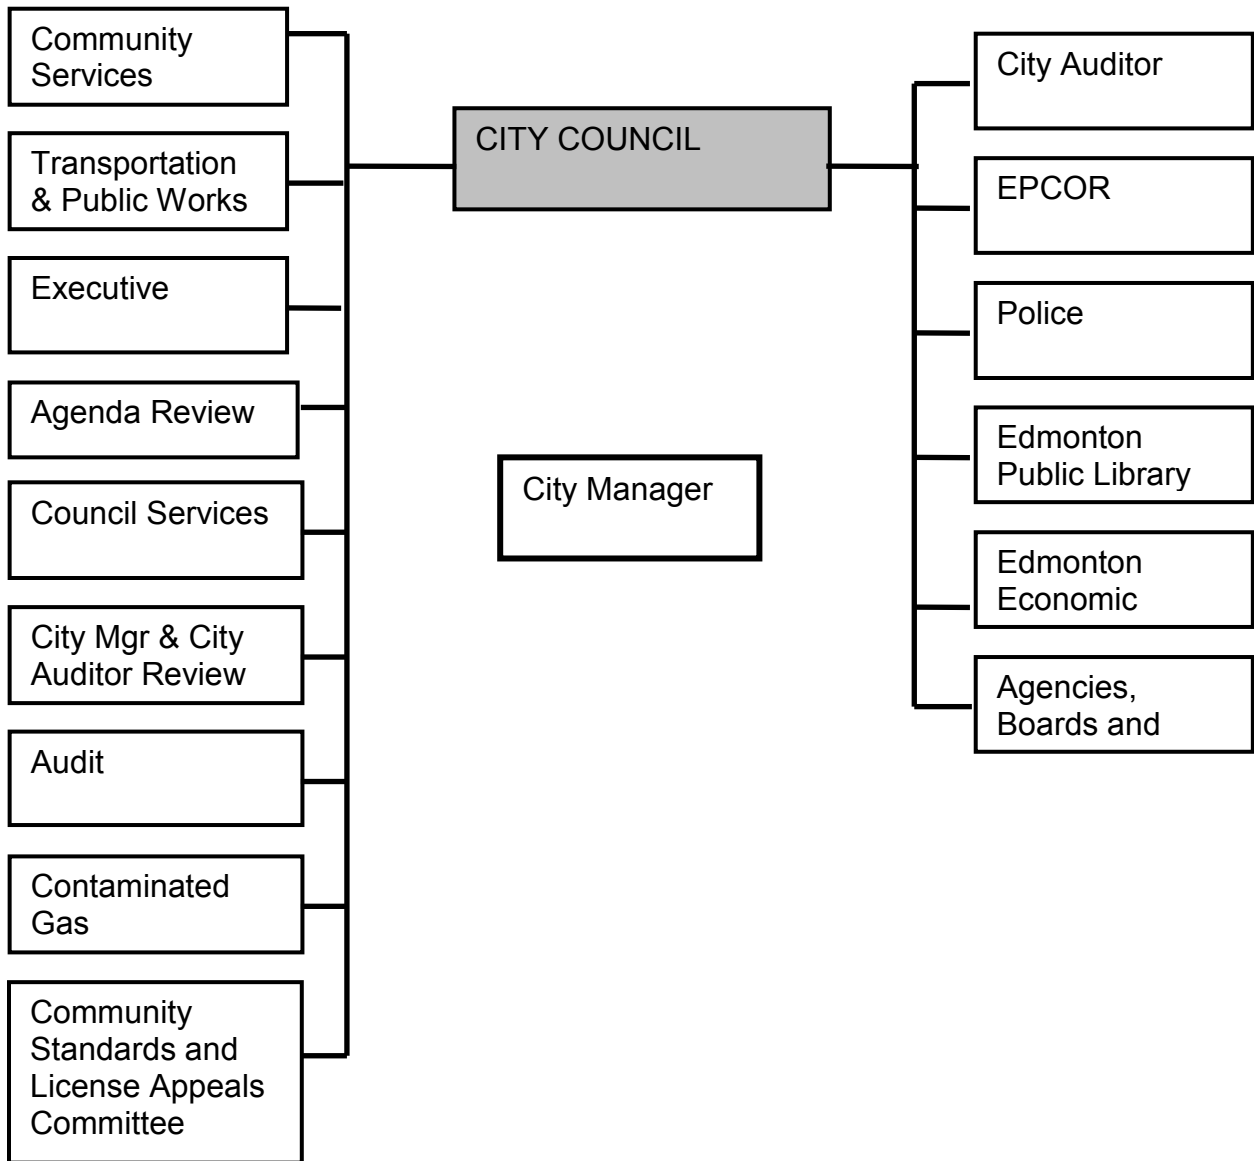 Community
Services
Transportation
& Public Works
Executive
Agenda Review
Council Services
City Mgr & City
Auditor Review
Audit
Contaminated
Gas
Community
Standards and
License Appeals
Committee
CITY COUNCIL
City Manager
City Auditor
EPCOR
Police
Edmonton
Public Library
Edmonton
Economic
Agencies,
Boards and